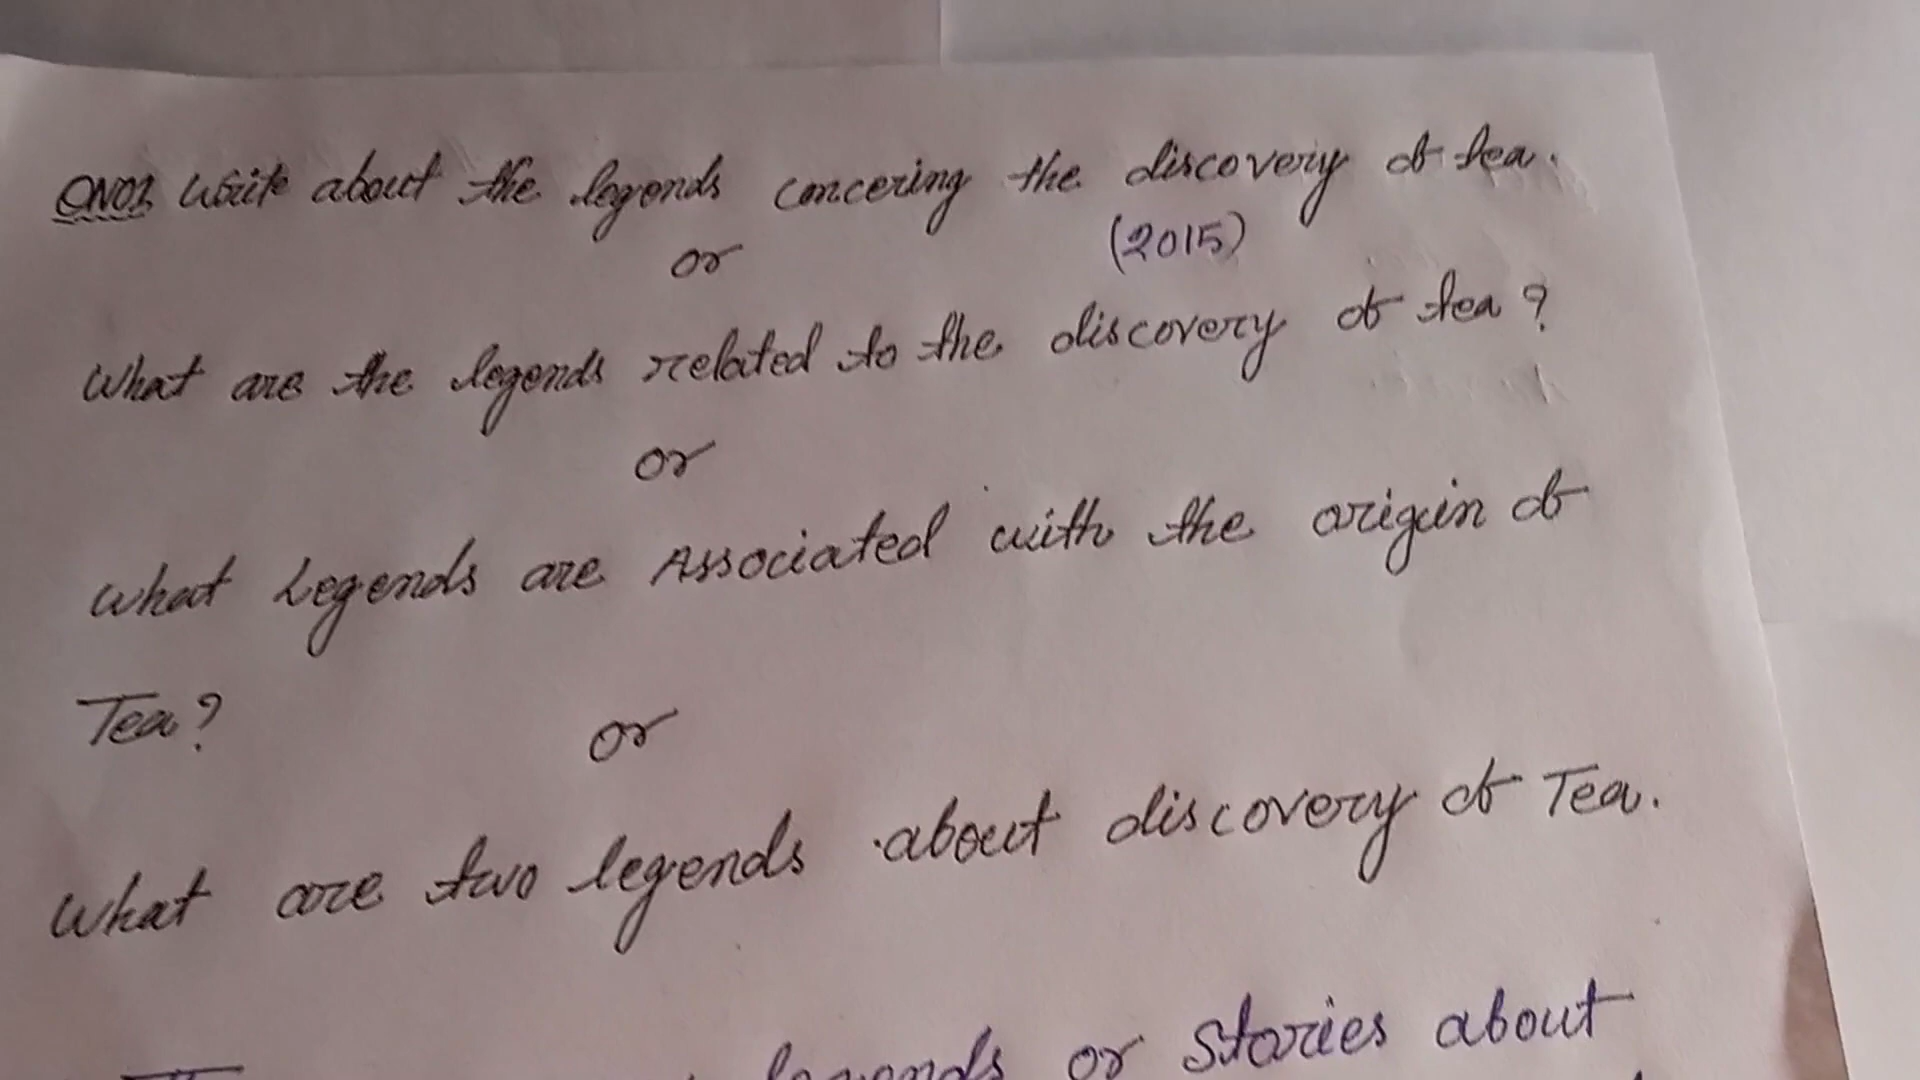 QNO1 Write about the legends concering the discovery of tea.
or (2015)
What are the legends related to the discovery of tea?
or
What Legends are Associated with the origin of
Tea?
or
What are two legends about discovery of Tea.
legends or Stories about